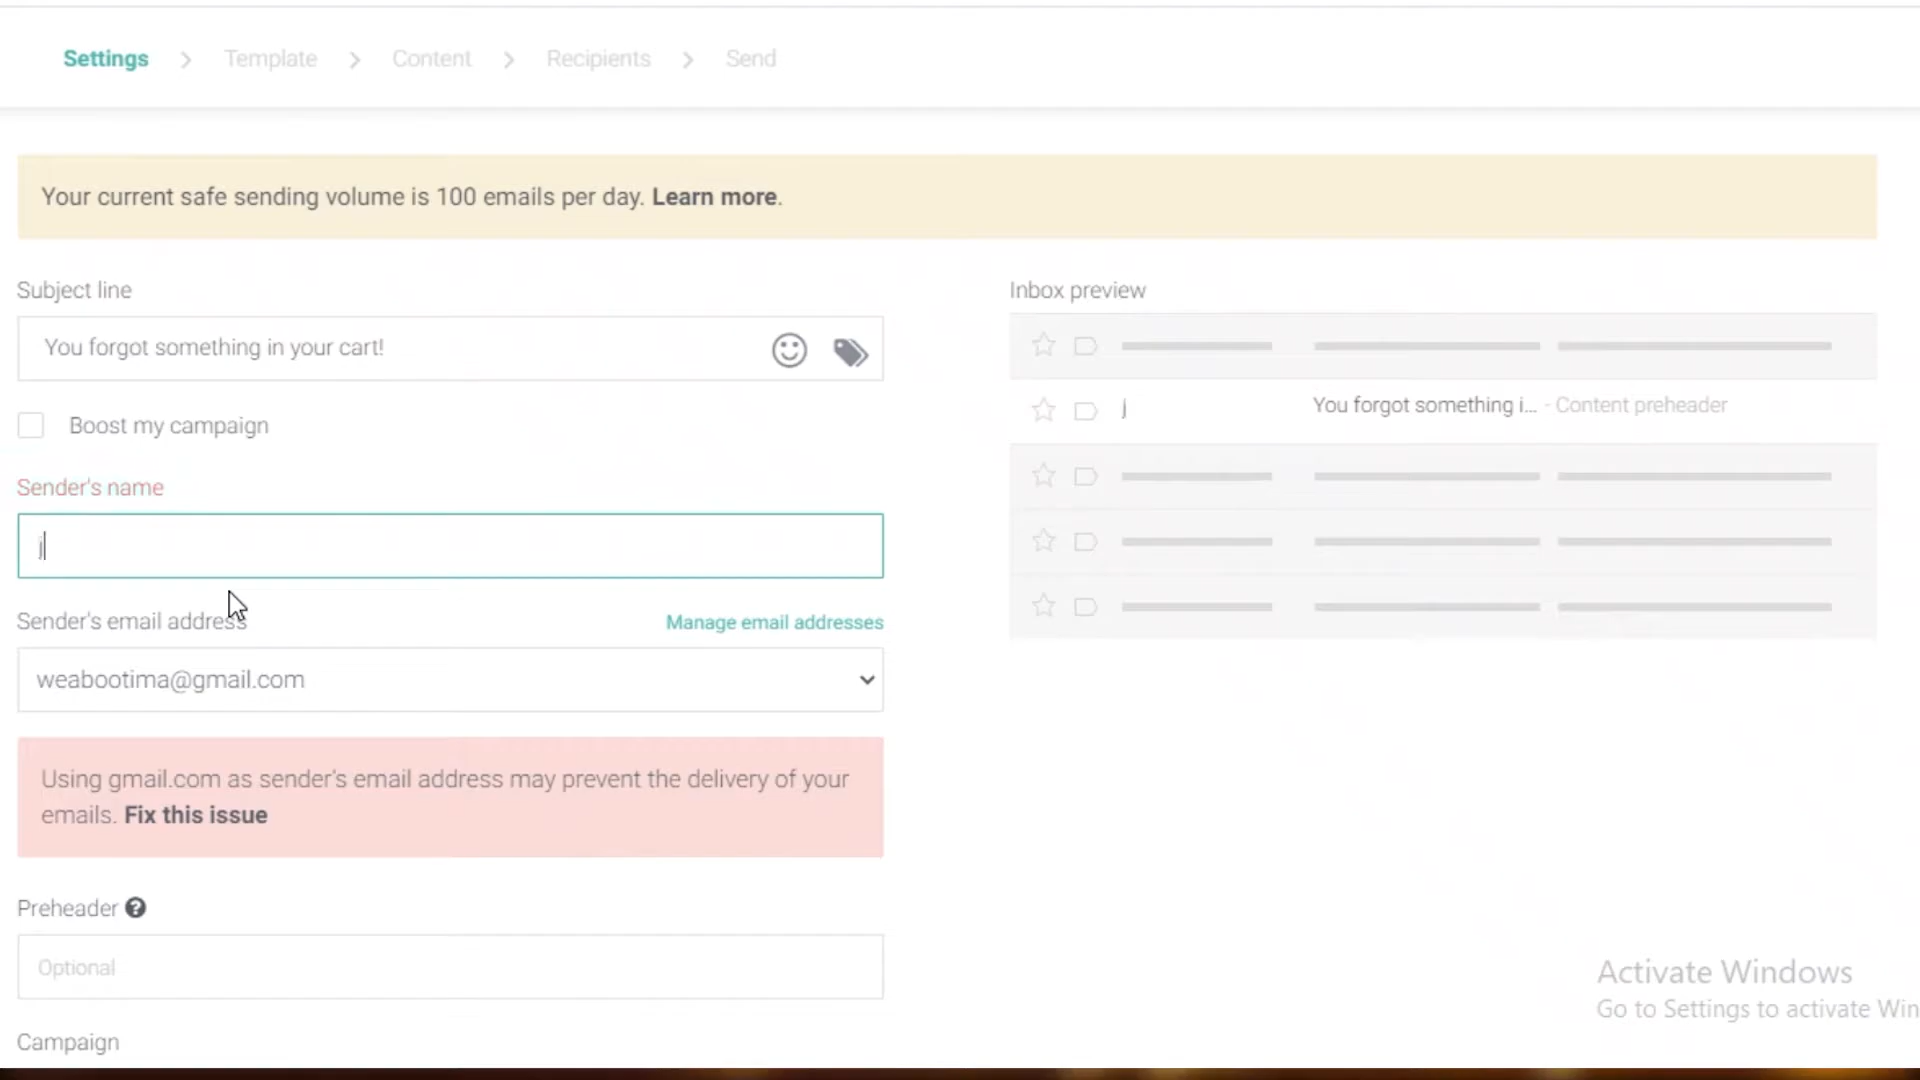 Settings > Template > Content > Recipients > Send
Your current safe sending volume is 100 emails per day. Learn more.
Subject line
You forgot something in your cart!
Boost my campaign
Sender's name
j
Sender's email address
Manage email addresses
weabootima@gmail.com
Using gmail.com as sender's email address may prevent the delivery of your
emails. Fix this issue
Preheader
Optional
Campaign
Inbox preview
j You forgot something i... - Content preheader
Activate Windows
Go to Settings to activate Win